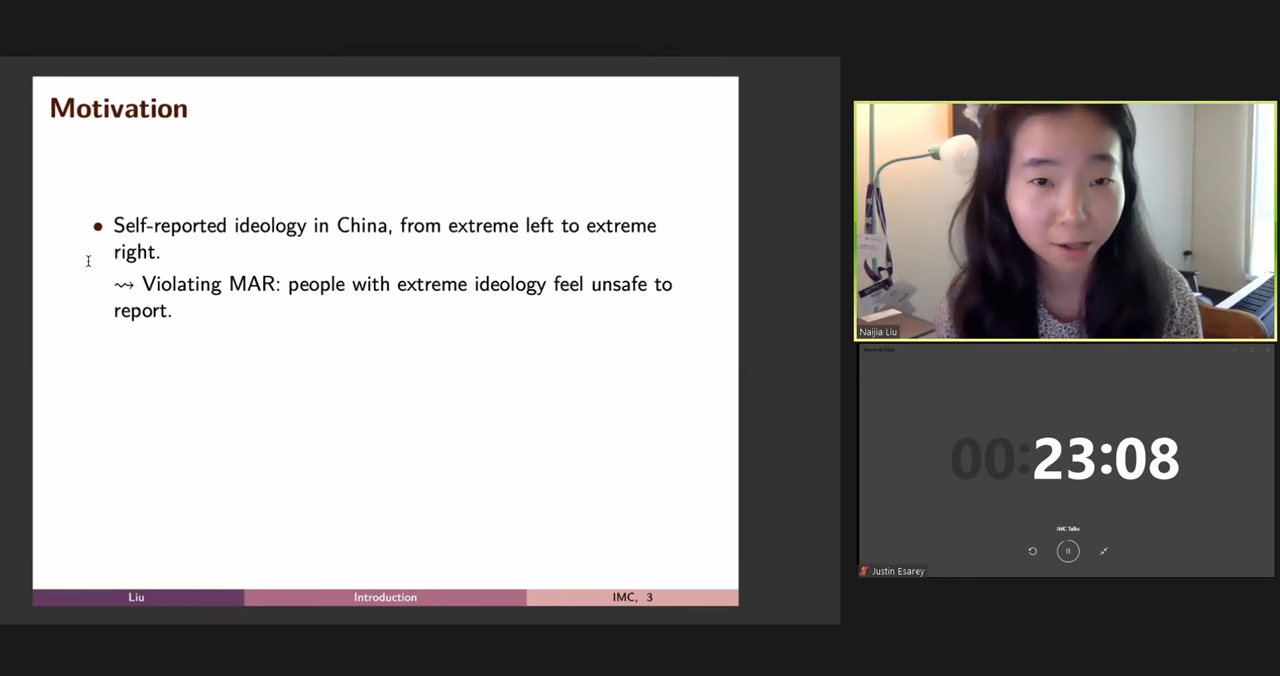 Motivation
• Self-reported ideology in China, from extreme left to extreme
right.
⇝ Violating MAR: people with extreme ideology feel unsafe to
report.
Liu
Introduction
IMC, 3
Naijia Liu
00:23:08
IMC Talks
Justin Esarey